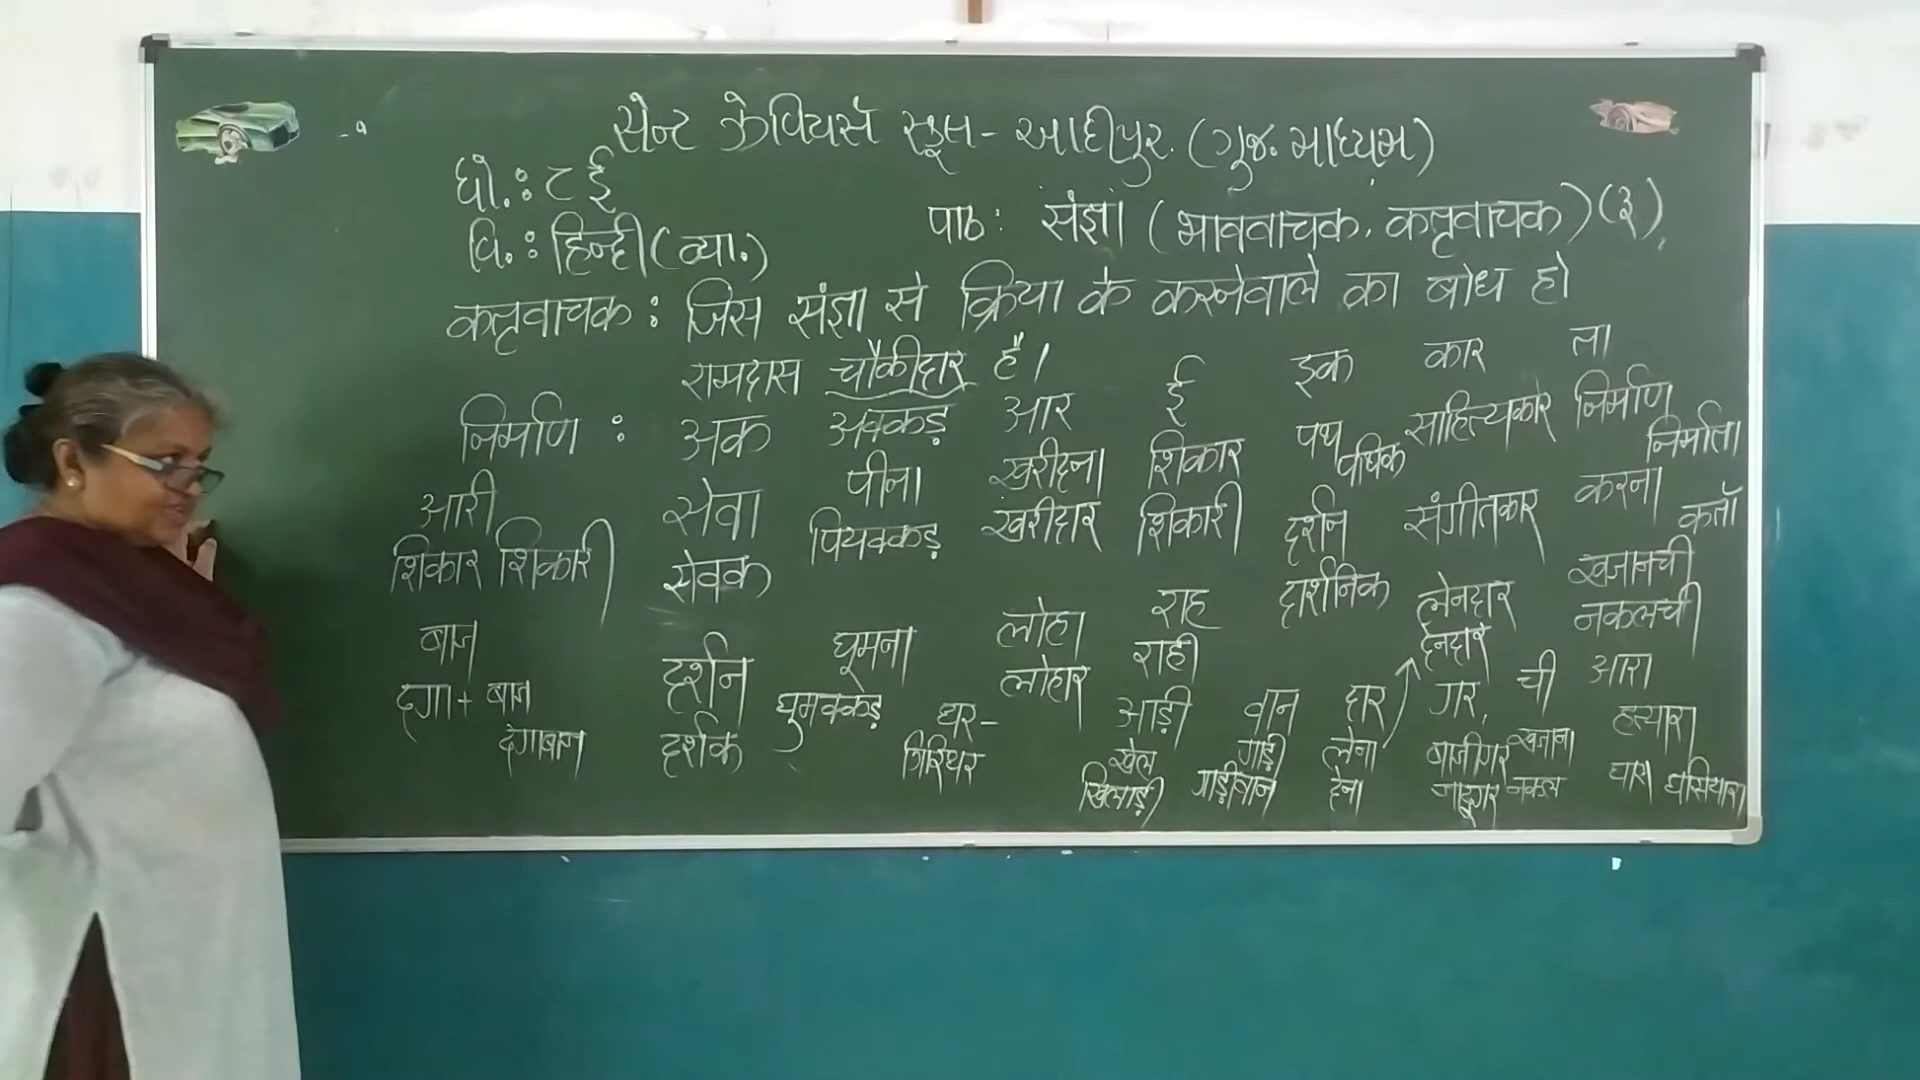 सेन्ट झेवियर्स स्कूल - आदीपुर. (गुज. माध्यम)
धो.: ८ ई
वि.: हिन्दी (व्या.)
पाठ: संज्ञा (भाववाचक, कतृवाचक) (३)
कतृवाचक : जिस संज्ञा से क्रिया के करनेवाले का बोध हो
रामदास चौकीदार है।
निर्माण : अक अक्कड़ आर ई इक कार ता
सेवा पीना खरीदना शिकार पथ पथिक साहित्यकार निर्माण निर्माता
सेवक पियक्कड़ खरीदार शिकारी दर्शन संगीतकार करना कर्ता
आरी
शिकार शिकारी
दार्शनिक
दर्शन घूमना लोहा राह
दर्शक घुमक्कड़ लोहार राही
बाज
दगा + बाज
दगाबाज
धर-
गिरिधर
आड़ी वान दार गर, ची आरा
खेल गाड़ी लेना बाजीगर खजाना हत्यारा
खिलाड़ी गाड़ीवान देना जादूगर नकल घास घसियारा
लेनदार खजानची
देनदार नकलची